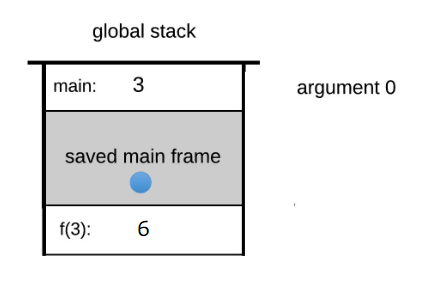 global stack
main: 3
argument 0
saved main frame
f(3): 6